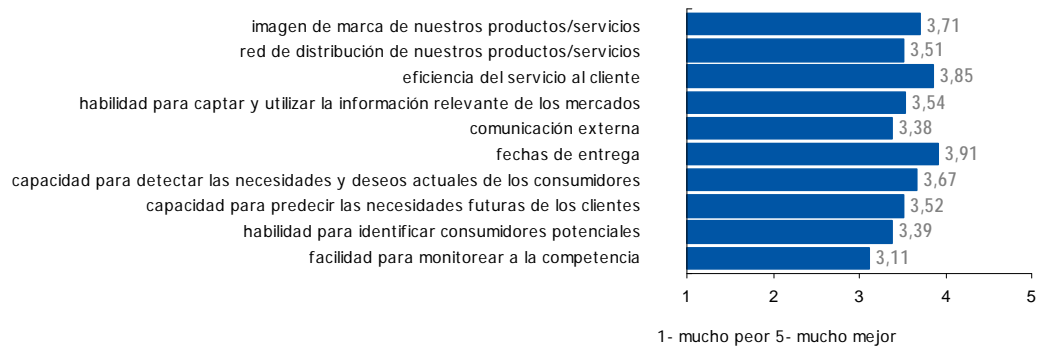 imagen de marca de nuestros productos/servicios 3,71
red de distribución de nuestros productos/servicios 3,51
eficiencia del servicio al cliente 3,85
habilidad para captar y utilizar la información relevante de los mercados 3,54
comunicación externa 3,38
fechas de entrega 3,91
capacidad para detectar las necesidades y deseos actuales de los consumidores 3,67
capacidad para predecir las necesidades futuras de los clientes 3,52
habilidad para identificar consumidores potenciales 3,39
facilidad para monitorear a la competencia 3,11
1 2 3 4 5
1- mucho peor 5- mucho mejor